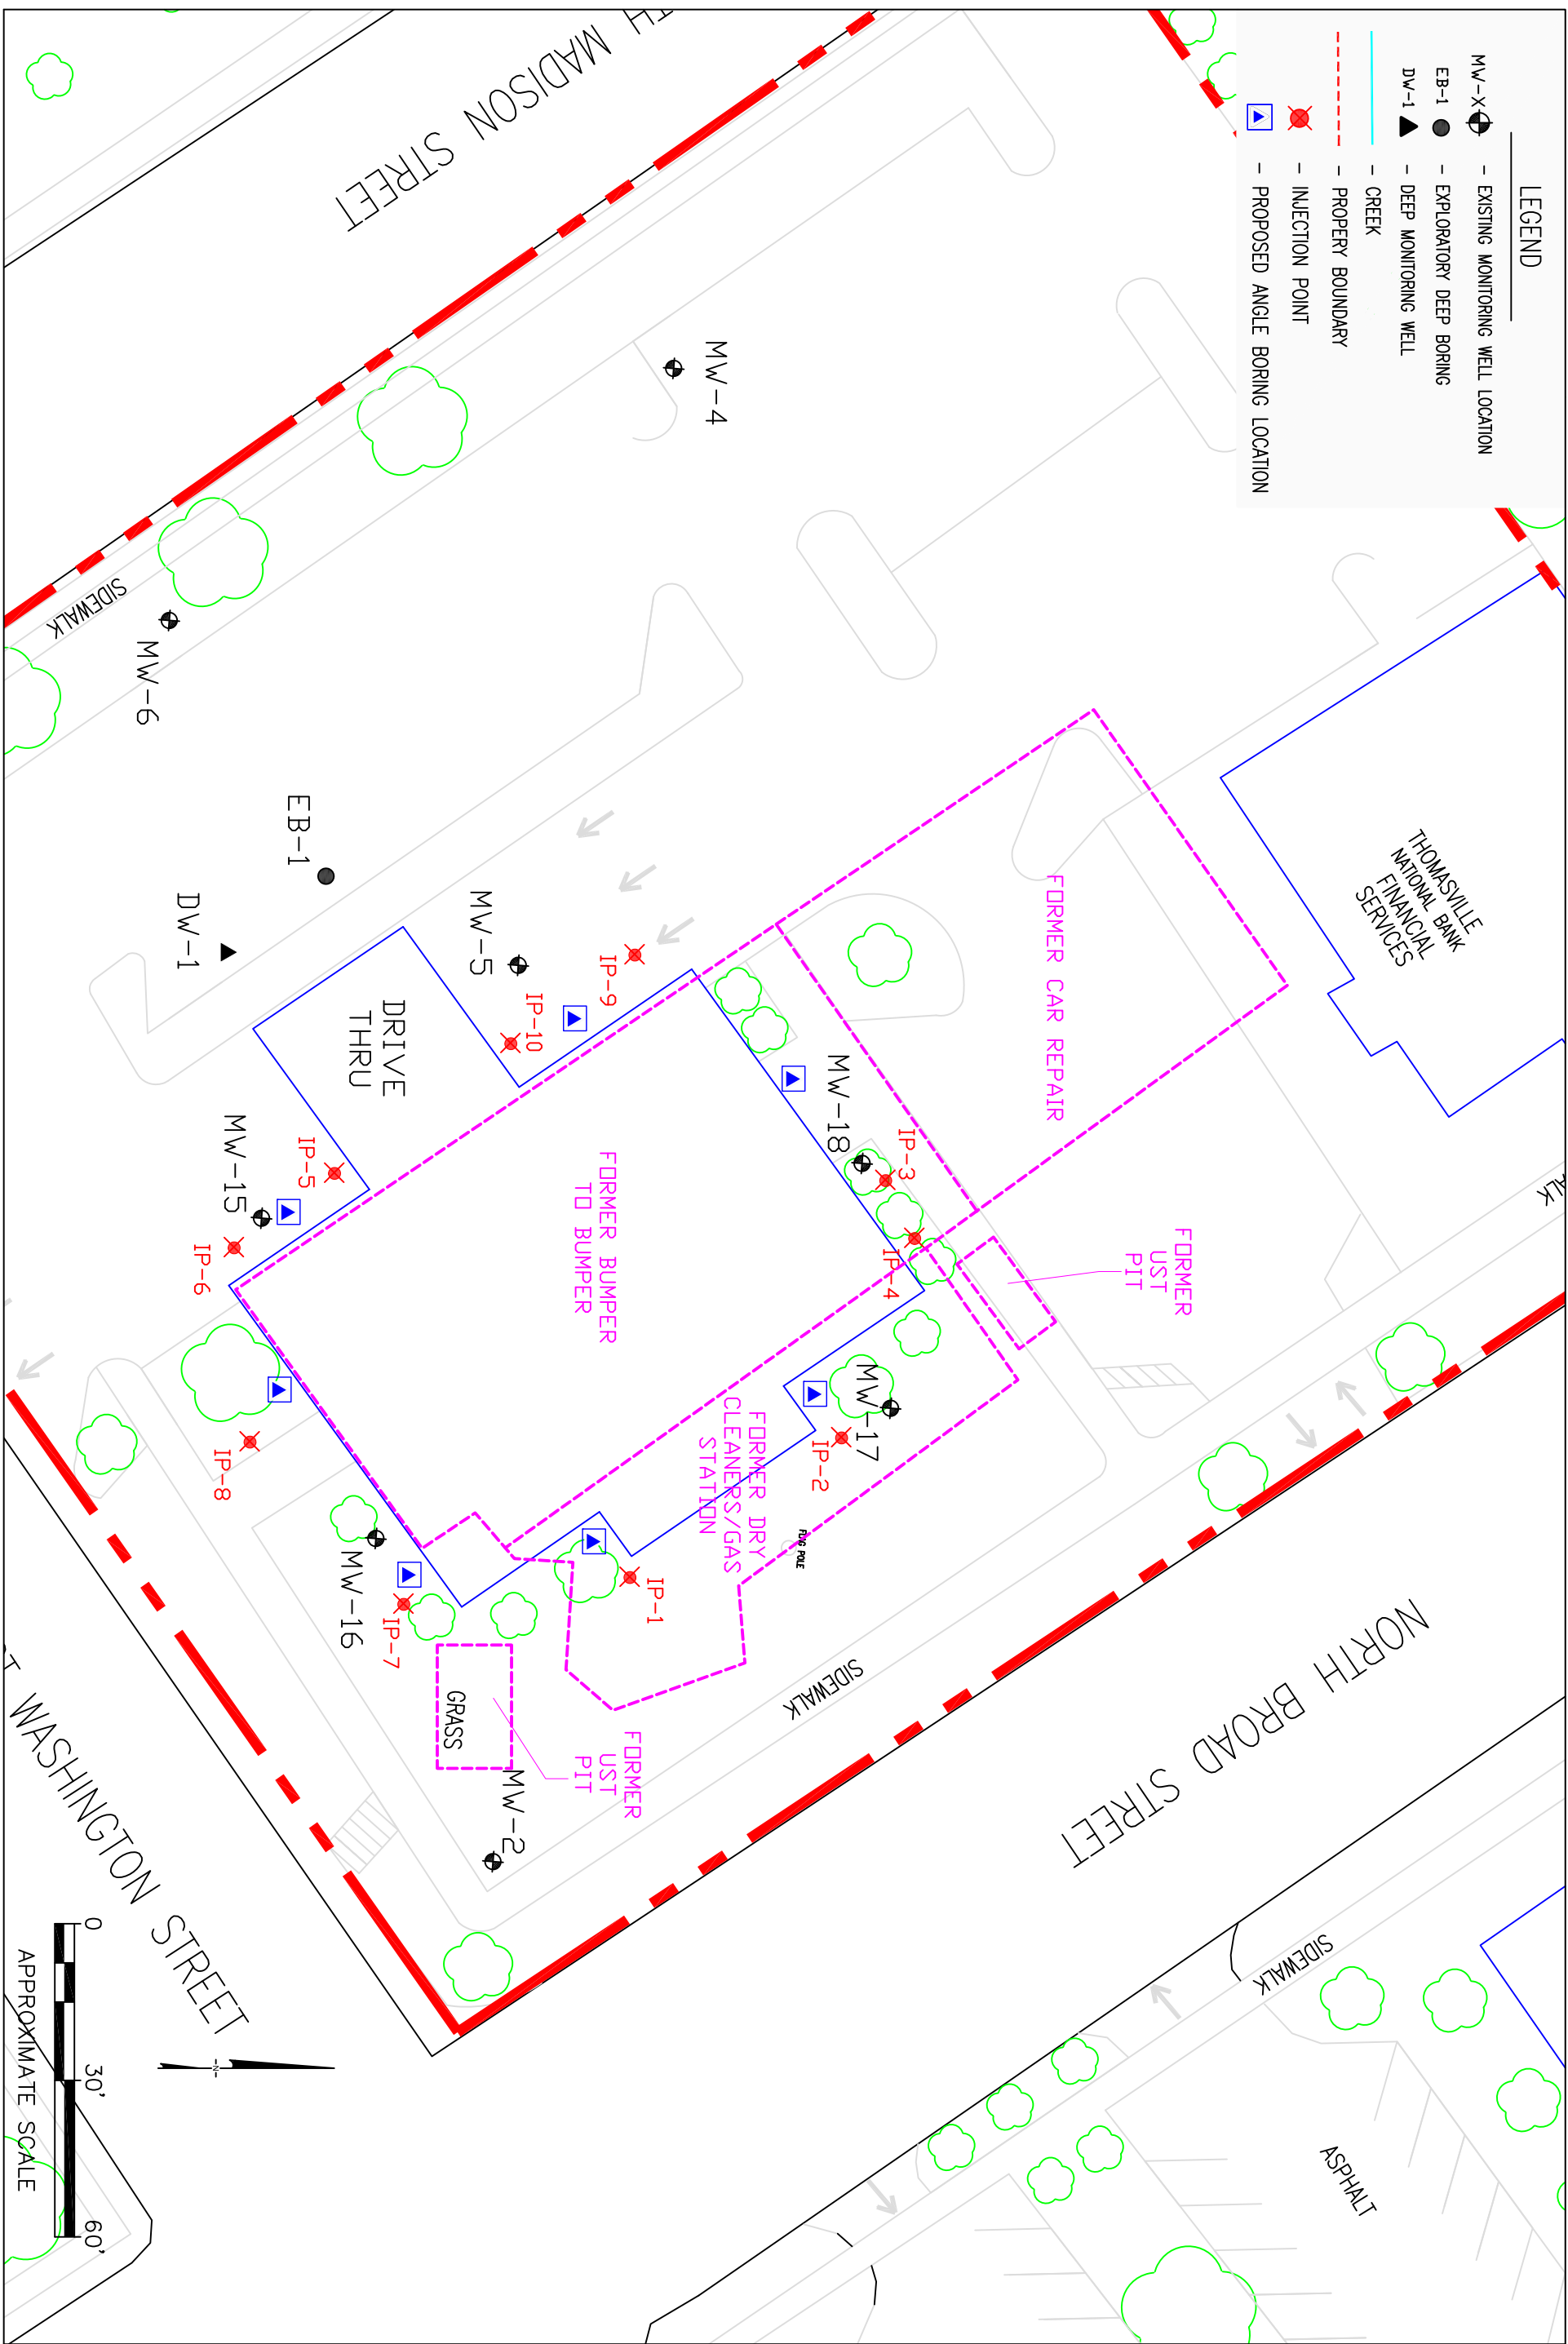 LEGEND
MW-X - EXISTING MONITORING WELL LOCATION
EB-1 - EXPLORATORY DEEP BORING
DW-1 - DEEP MONITORING WELL
- CREEK
- PROPERY BOUNDARY
- INJECTION POINT
- PROPOSED ANGLE BORING LOCATION
TH MADISON STREET
MW-4
SIDEWALK
MW-6
THOMASVILLE
NATIONAL BANK
FINANCIAL
SERVICES
FORMER CAR REPAIR
EB-1
DW-1
MW-5
IP-9
IP-10
DRIVE
THRU
MW-18
IP-3
IP-4
MW-15
IP-5
IP-6
FORMER BUMPER
TO BUMPER
FORMER
UST
PIT
ALK
MW-17
IP-2
FORMER DRY
CLEANERS/GAS
STATION
FLAG POLE
IP-8
MW-16
IP-7
IP-1
GRASS
FORMER
UST
PIT
MW-2
SIDEWALK
NORTH BROAD STREET
SIDEWALK
ASPHALT
T WASHINGTON STREET
-N-
0 30' 60'
APPROXIMATE SCALE